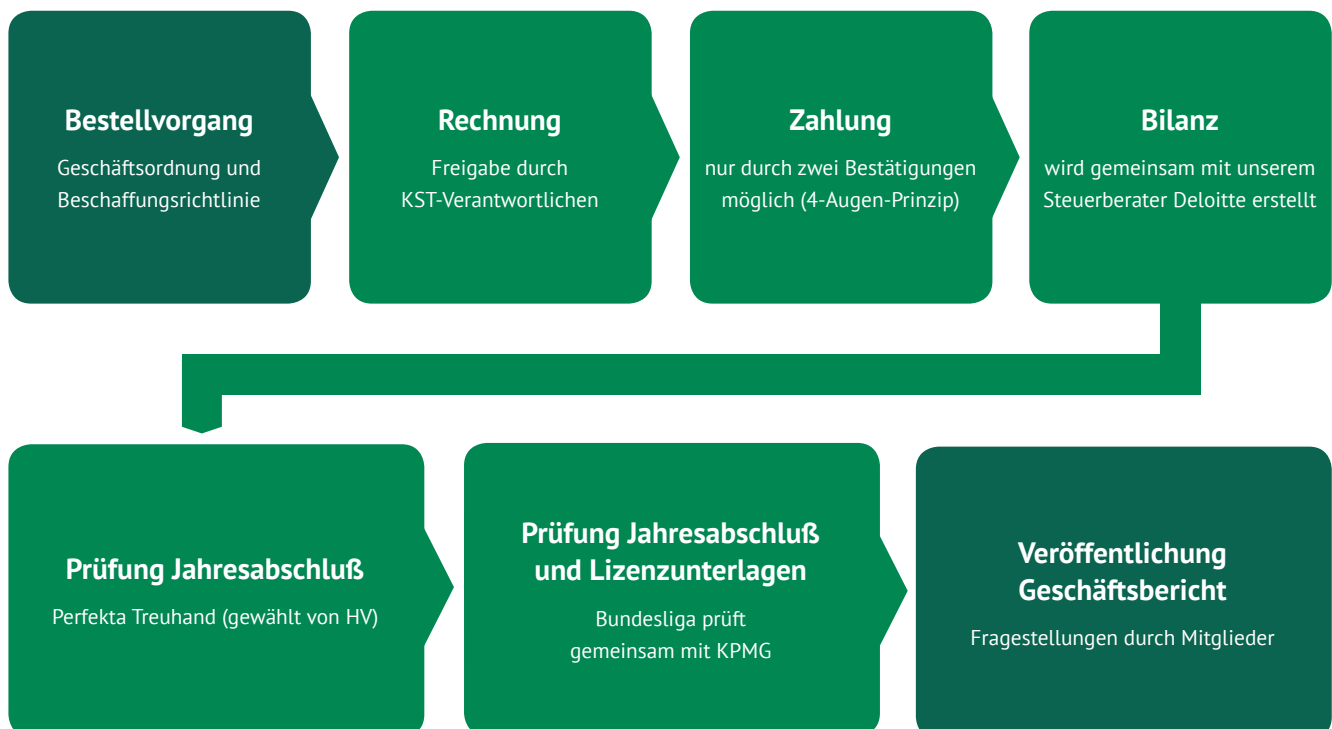 Bestellvorgang
Geschäftsordnung und
Beschaffungsrichtlinie
Rechnung
Freigabe durch
KST-Verantwortlichen
Zahlung
nur durch zwei Bestätigungen
möglich (4-Augen-Prinzip)
Bilanz
wird gemeinsam mit unserem
Steuerberater Deloitte erstellt
Prüfung Jahresabschluß
Perfekta Treuhand (gewählt von HV)
Prüfung Jahresabschluß
und Lizenzunterlagen
Bundesliga prüft
gemeinsam mit KPMG
Veröffentlichung
Geschäftsbericht
Fragestellungen durch Mitglieder